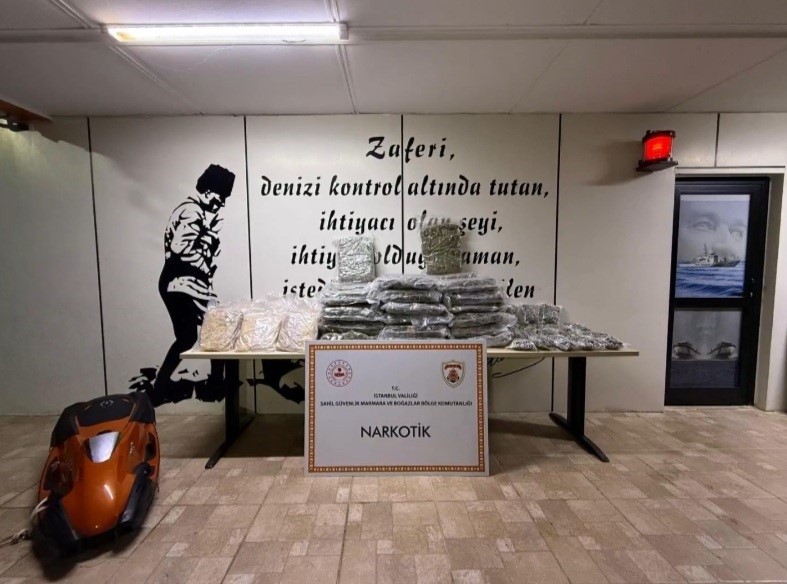 Zaferi,
denizi kontrol altında tutan,
ihtiyacı olan şeyi,
T.C.
İSTANBUL VALİLİĞİ
SAHİL GÜVENLİK MARMARA VE BOĞAZLAR BÖLGE KOMUTANLIĞI
NARKOTİK